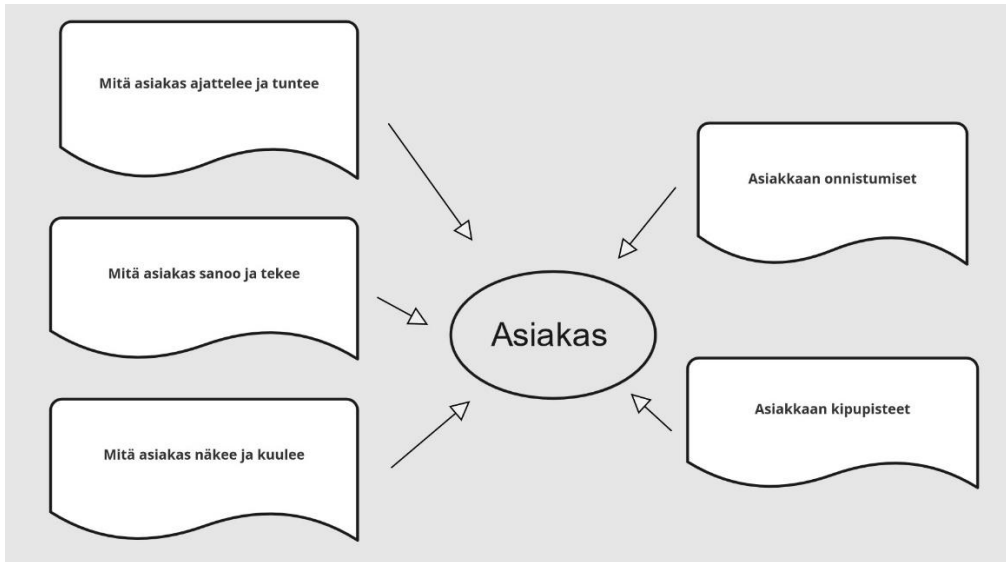 Mitä asiakas ajattelee ja tuntee
Mitä asiakas sanoo ja tekee
Mitä asiakas näkee ja kuulee
Asiakas
Asiakkaan onnistumiset
Asiakkaan kipupisteet